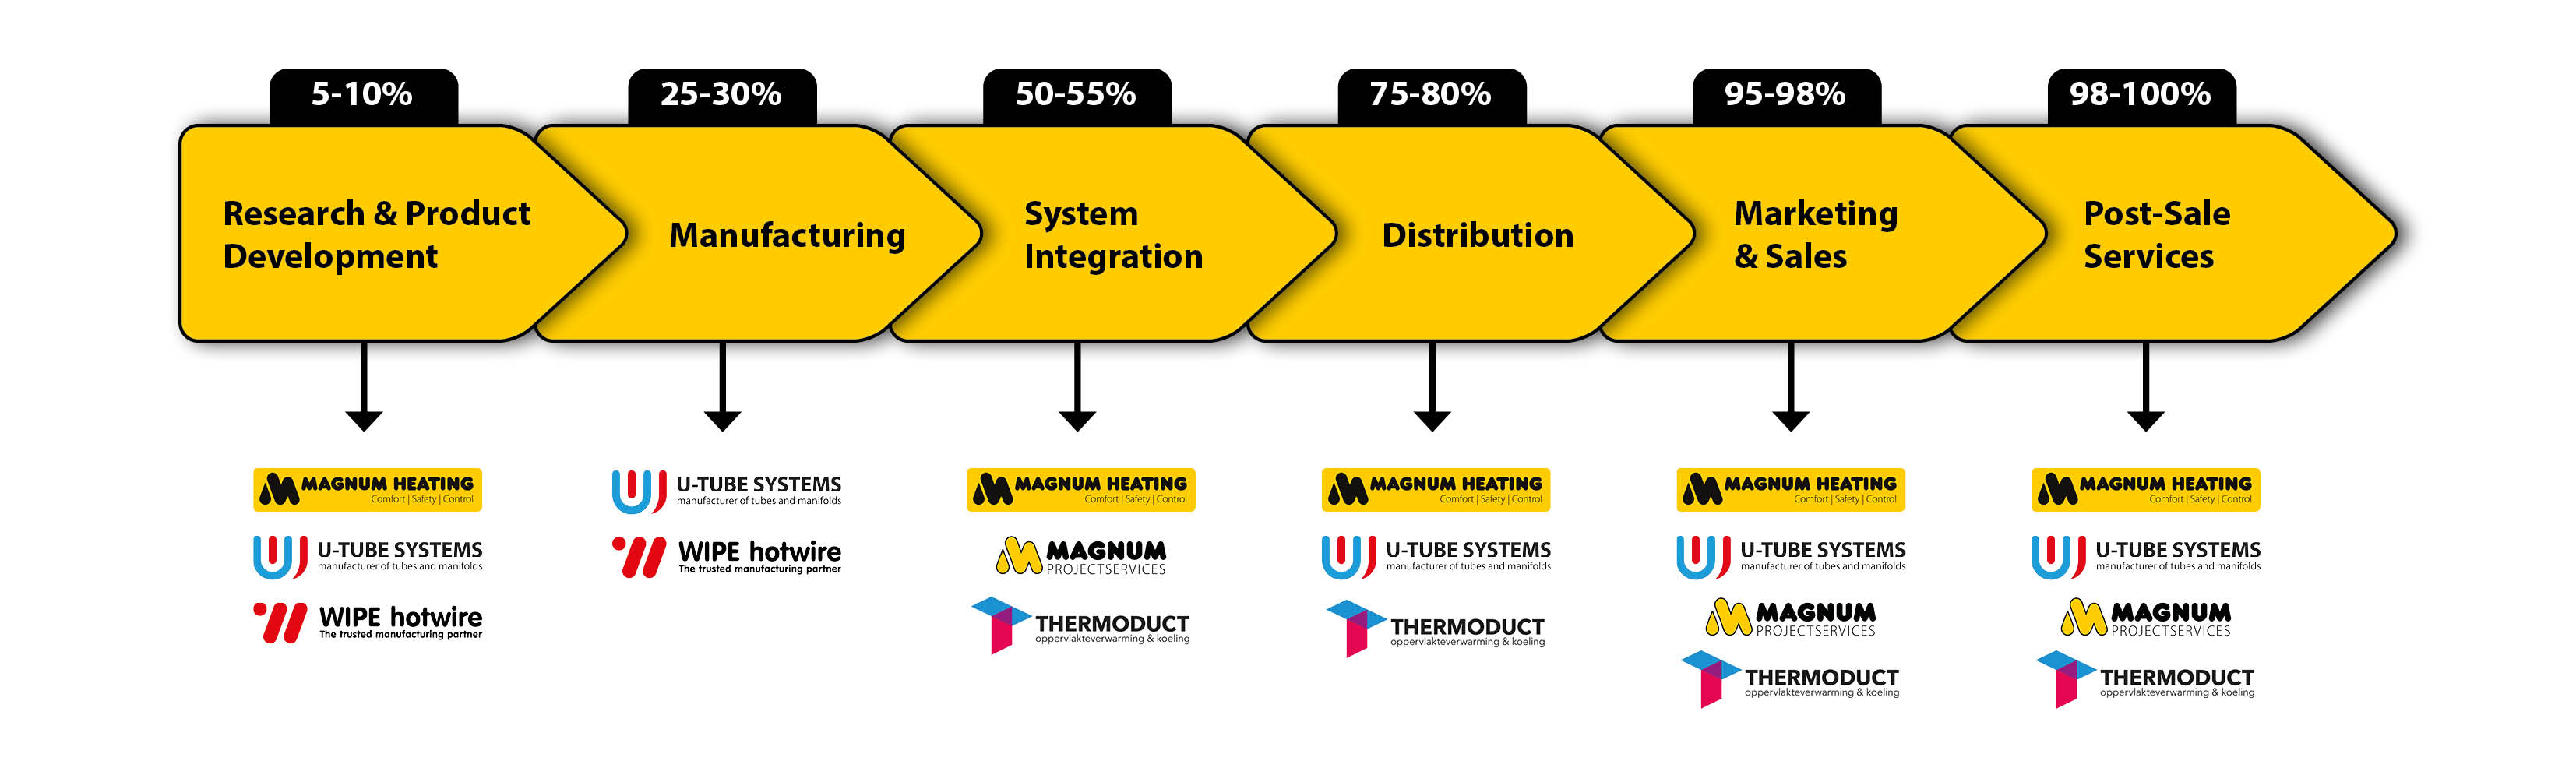 5-10%
25-30%
50-55%
75-80%
95-98%
98-100%
Research & Product
Development
Manufacturing
System
Integration
Distribution
Marketing
& Sales
Post-Sale
Services
MAGNUM HEATING
Comfort | Safety | Control
U-TUBE SYSTEMS
manufacturer of tubes and manifolds
WIPE hotwire
The trusted manufacturing partner
U-TUBE SYSTEMS
manufacturer of tubes and manifolds
WIPE hotwire
The trusted manufacturing partner
MAGNUM HEATING
Comfort | Safety | Control
MAGNUM
PROJECTSERVICES
THERMODUCT
oppervlakteverwarming & koeling
MAGNUM HEATING
Comfort | Safety | Control
U-TUBE SYSTEMS
manufacturer of tubes and manifolds
THERMODUCT
oppervlakteverwarming & koeling
MAGNUM HEATING
Comfort | Safety | Control
U-TUBE SYSTEMS
manufacturer of tubes and manifolds
MAGNUM
PROJECTSERVICES
THERMODUCT
oppervlakteverwarming & koeling
MAGNUM HEATING
Comfort | Safety | Control
U-TUBE SYSTEMS
manufacturer of tubes and manifolds
MAGNUM
PROJECTSERVICES
THERMODUCT
oppervlakteverwarming & koeling